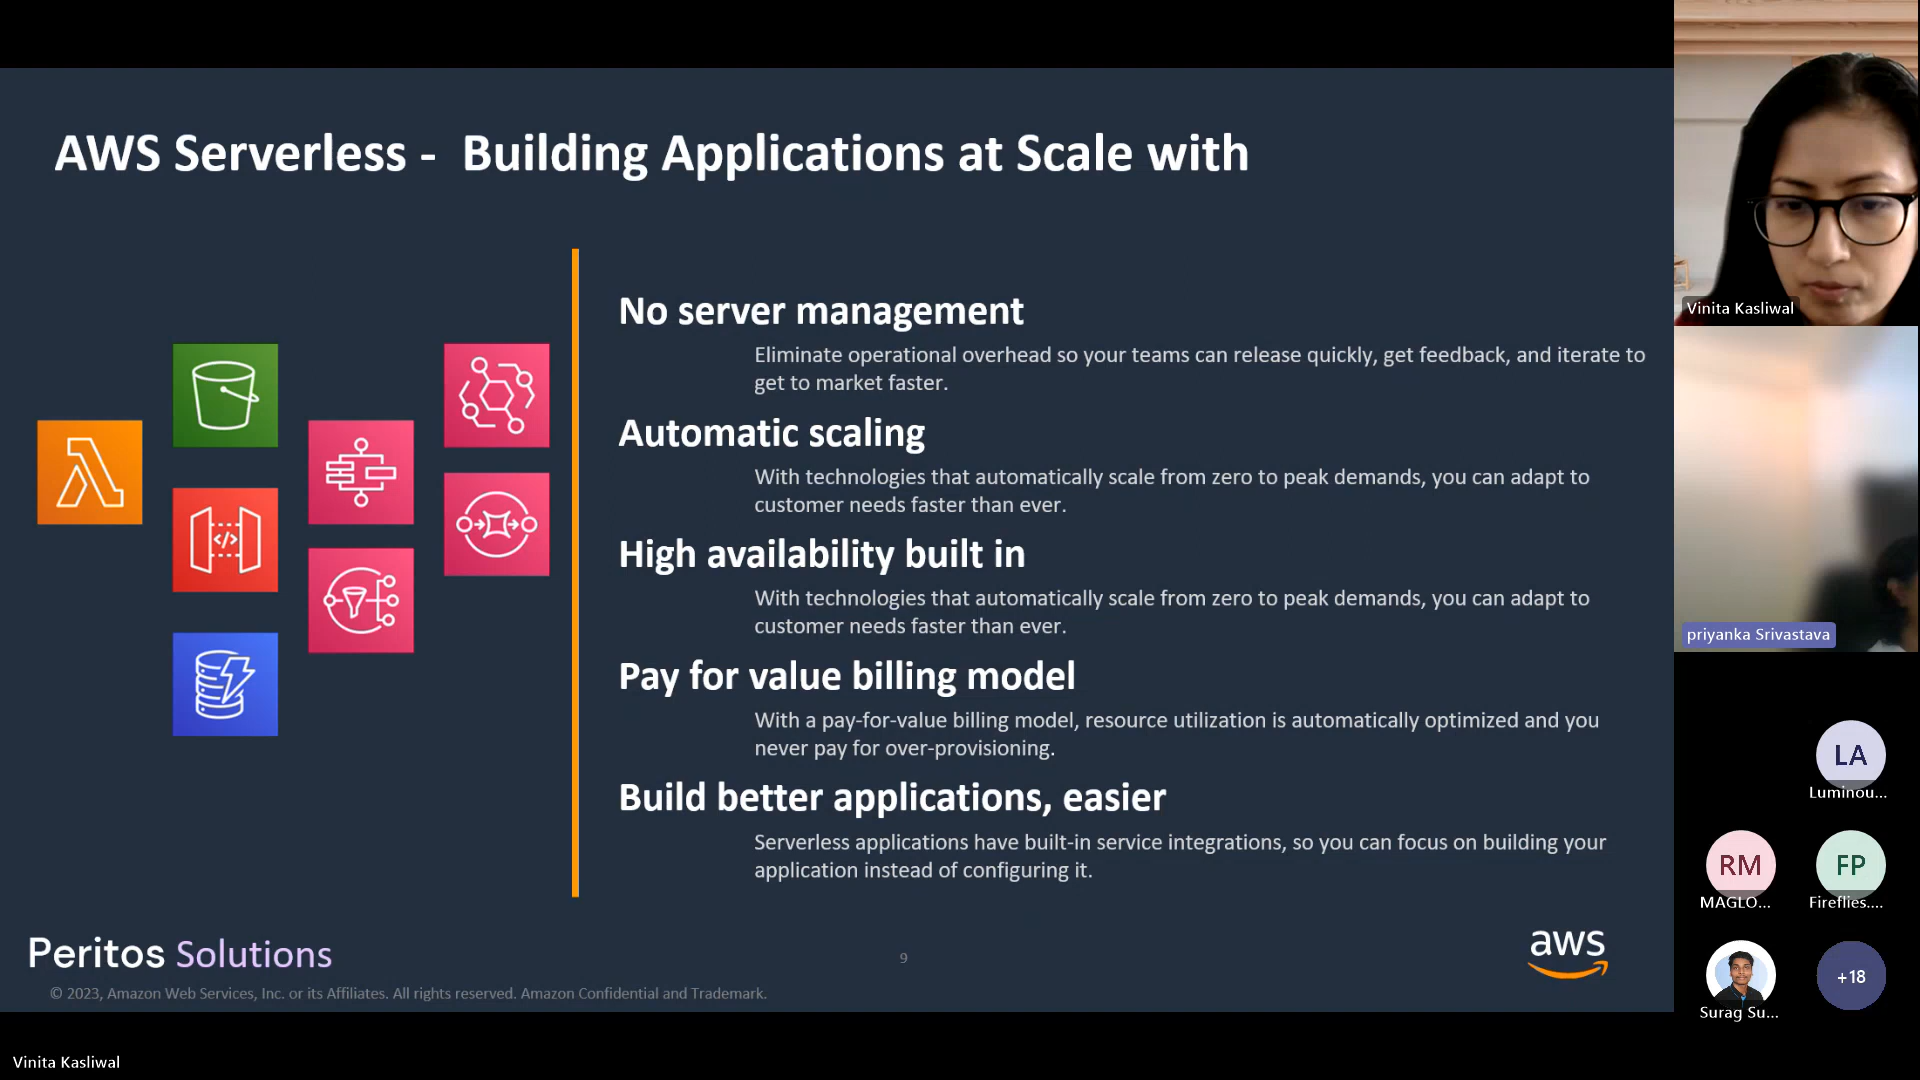 AWS Serverless -  Building Applications at Scale with
No server management
Eliminate operational overhead so your teams can release quickly, get feedback, and iterate to
get to market faster.
Automatic scaling
With technologies that automatically scale from zero to peak demands, you can adapt to
customer needs faster than ever.
High availability built in
With technologies that automatically scale from zero to peak demands, you can adapt to
customer needs faster than ever.
Pay for value billing model
With a pay-for-value billing model, resource utilization is automatically optimized and you
never pay for over-provisioning.
Build better applications, easier
Serverless applications have built-in service integrations, so you can focus on building your
application instead of configuring it.
</>
Peritos Solutions
9
aws
© 2023, Amazon Web Services, Inc. or its Affiliates. All rights reserved. Amazon Confidential and Trademark.
Vinita Kasliwal
Vinita Kasliwal
priyanka Srivastava
LA
Luminou...
RM
MAGLO...
FP
Fireflies....
Surag Su...
+18